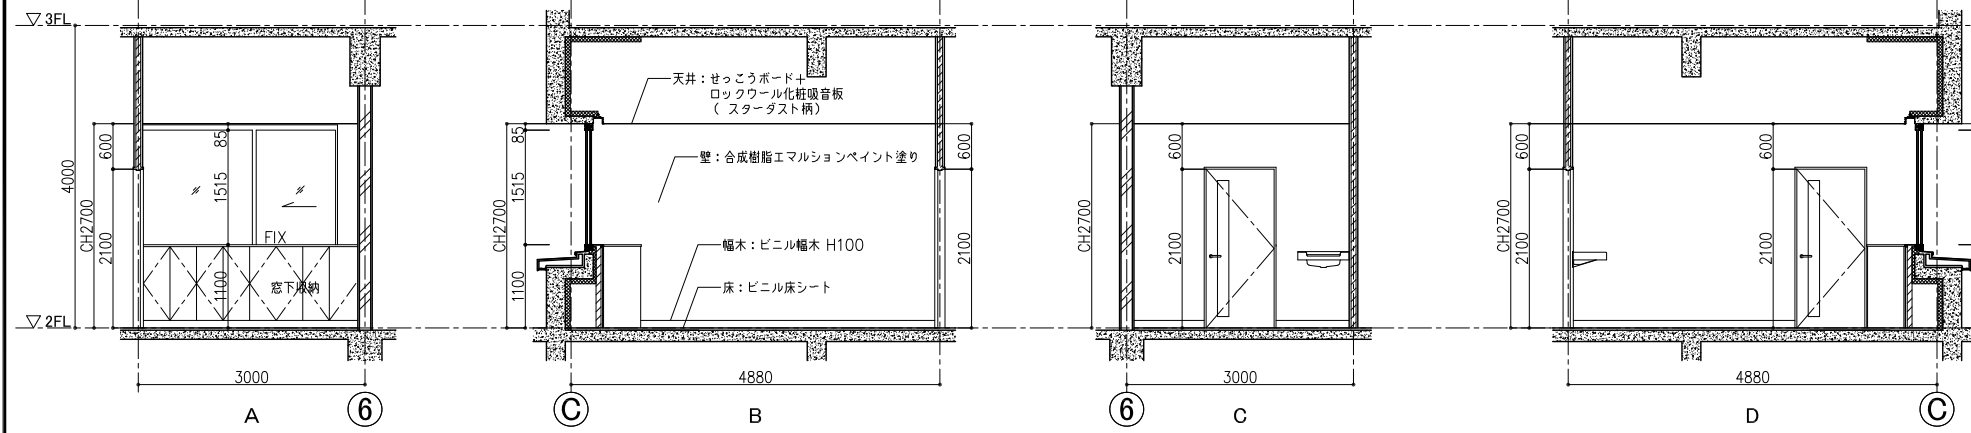 ▽3FL
4000
▽2FL
CH2700
600
2100
85
1515
1100
FIX
窓下収納
3000
A
6
CH2700
85
1515
1100
天井：せっこうボード＋
ロックウール化粧吸音板
（ スターダスト柄）
壁：合成樹脂エマルションペイント塗り
幅木：ビニル幅木 H100
床：ビニル床シート
600
2100
4880
C
B
CH2700
600
2100
3000
6
C
CH2700
600
2100
600
2100
4880
D
C